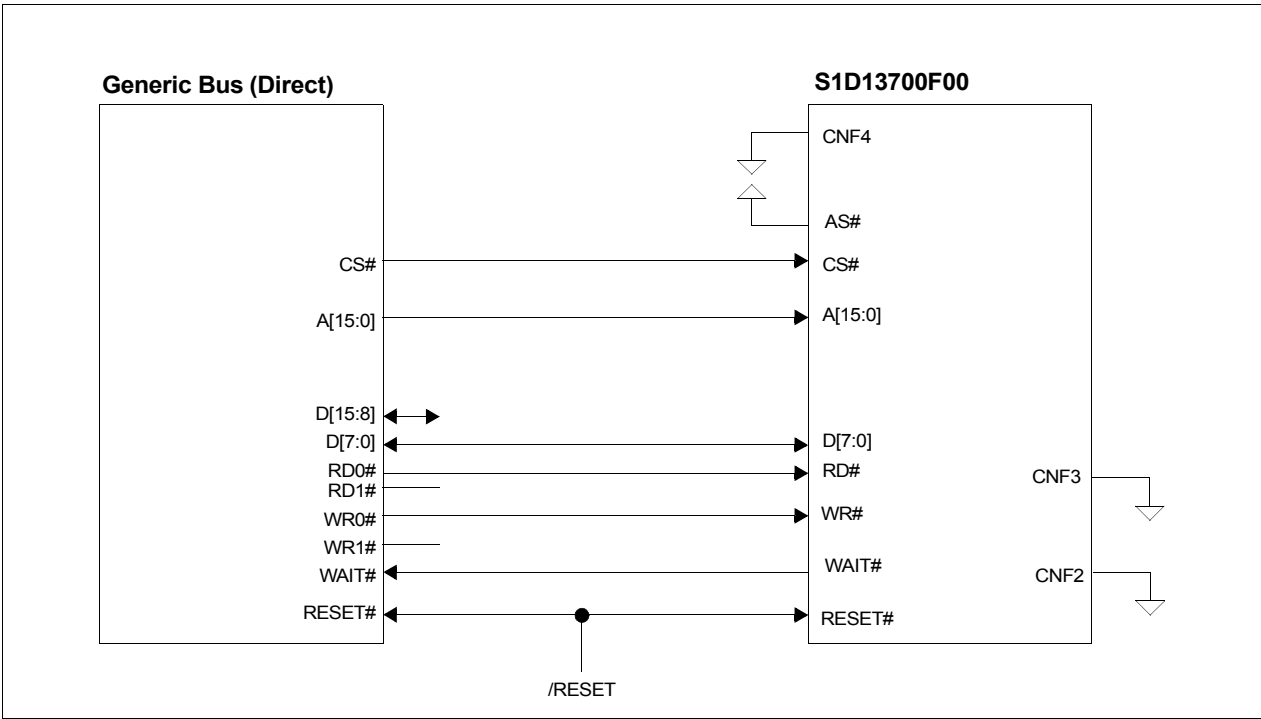 Generic Bus (Direct)
CS#
A[15:0]
D[15:8]
D[7:0]
RD0#
RD1#
WR0#
WR1#
WAIT#
RESET#
/RESET
S1D13700F00
CNF4
AS#
CS#
A[15:0]
D[7:0]
RD#
WR#
WAIT#
RESET#
CNF3
CNF2